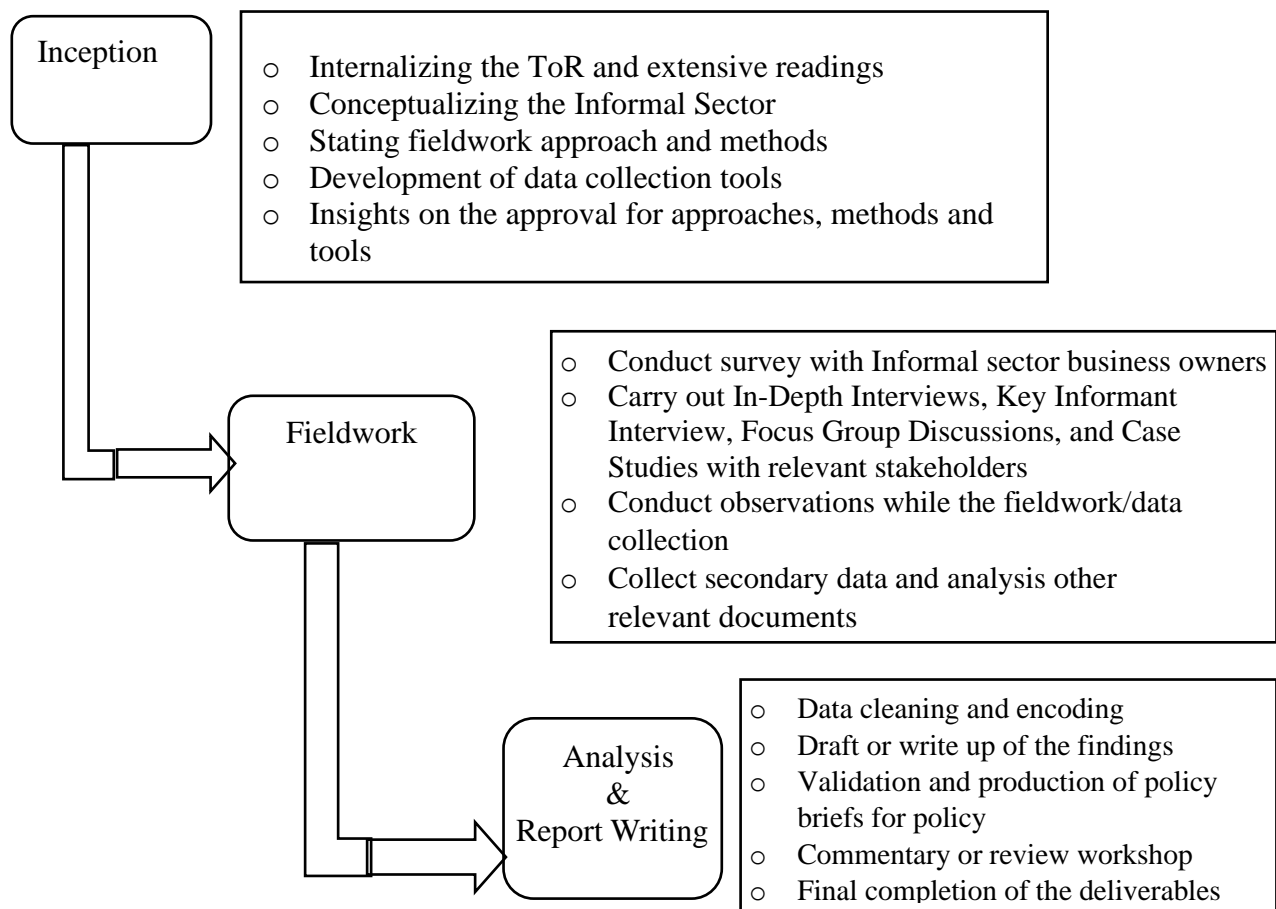 Inception
o Internalizing the ToR and extensive readings
o Conceptualizing the Informal Sector
o Stating fieldwork approach and methods
o Development of data collection tools
o Insights on the approval for approaches, methods and
tools
Fieldwork
o Conduct survey with Informal sector business owners
o Carry out In-Depth Interviews, Key Informant
Interview, Focus Group Discussions, and Case
Studies with relevant stakeholders
o Conduct observations while the fieldwork/data
collection
o Collect secondary data and analysis other
relevant documents
Analysis
&
Report Writing
o Data cleaning and encoding
o Draft or write up of the findings
o Validation and production of policy
briefs for policy
o Commentary or review workshop
o Final completion of the deliverables